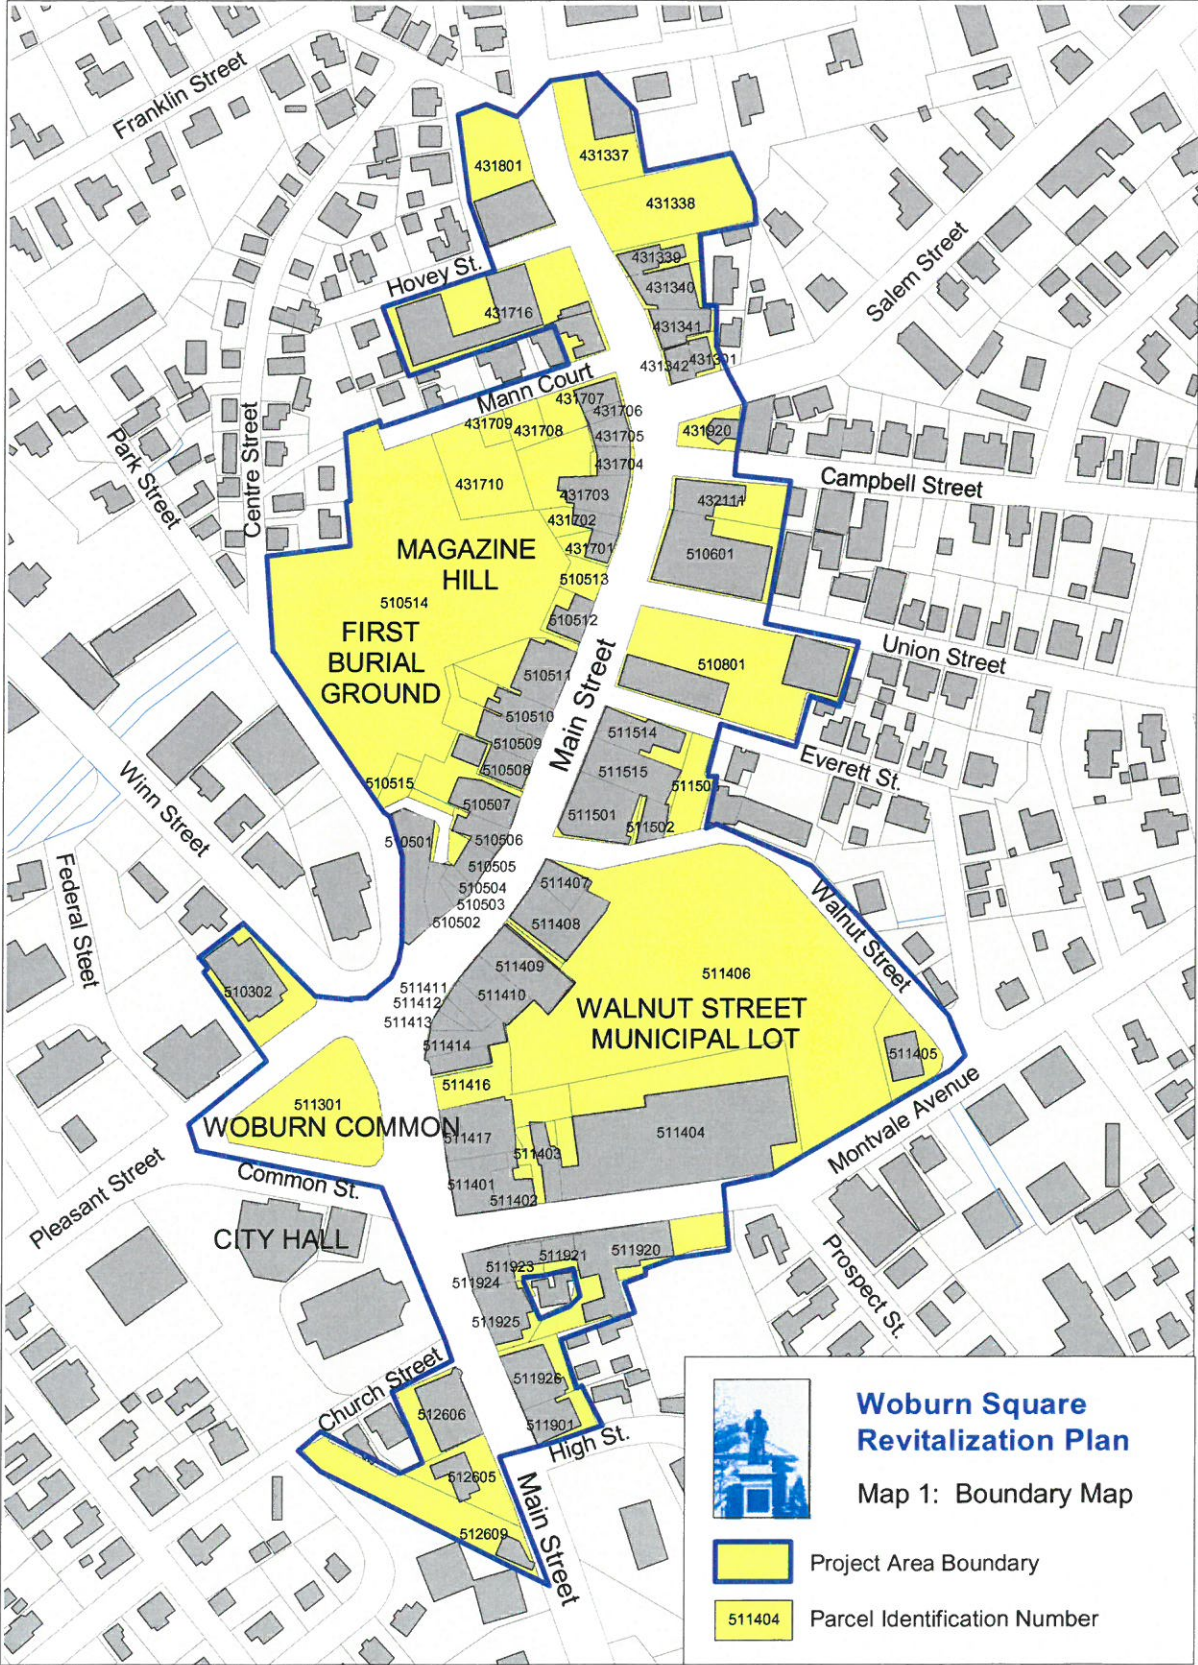 Franklin Street
431801
431337
431338
Salem Street
431339
Hovey St.
431340
431716
431341
431342
431301
Mann Court
431707
431706
431709
431708
431705
431920
431704
Centre Street
Park Street
431710
Campbell Street
431703
432111
431702
431701
510601
MAGAZINE
HILL
510513
510514
510512
FIRST
BURIAL
GROUND
Union Street
510801
510511
Main Street
510510
511514
510509
510508
511515
Everett St.
510515
51150
510507
511501
511502
Winn Street
510501
510506
510505
510504
510503
510502
511407
511408
Walnut Street
Federal Steet
511409
511406
510302
511411
511410
511412
511413
WALNUT STREET
MUNICIPAL LOT
511414
511405
511416
511301
WOBURN COMMON
511417
511404
511403
Montvale Avenue
511401
511402
Common St.
Pleasant Street
CITY HALL
511921
511920
511923
511924
511925
Prospect St.
511926
Church Street
512606
511901
High St.
512605
Main Street
512609
Woburn Square
Revitalization Plan
Map 1: Boundary Map
Project Area Boundary
511404
Parcel Identification Number